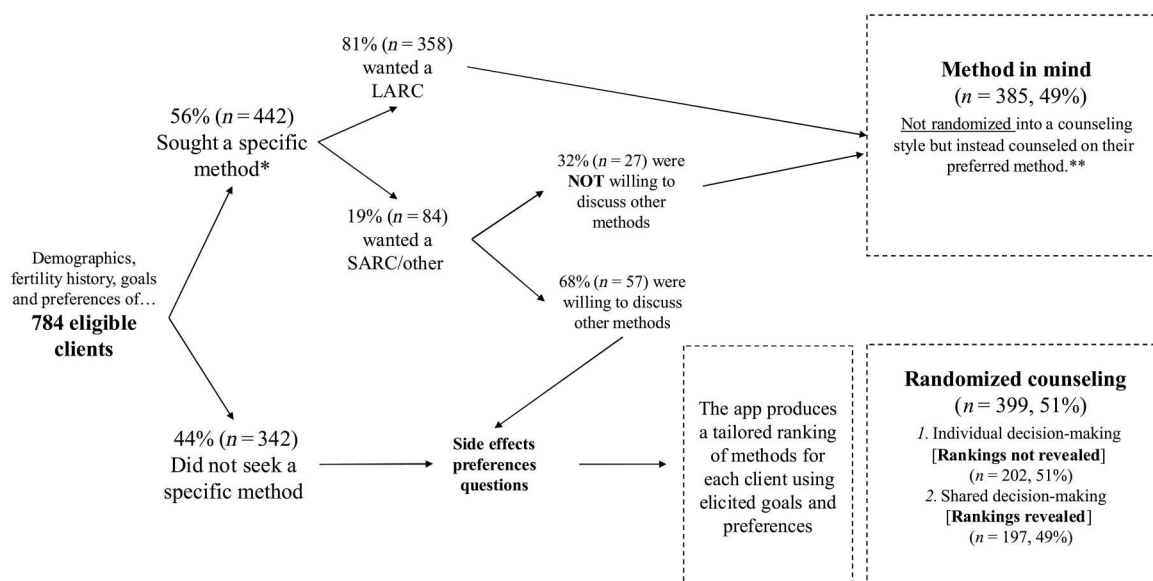 81% (n = 358)
wanted a
LARC
Method in mind
(n = 385, 49%)
Not randomized into a counseling
style but instead counseled on their
preferred method.**
56% (n = 442)
Sought a specific
method*
32% (n = 27) were
NOT willing to
discuss other
methods
19% (n = 84)
wanted a
SARC/other
Demographics,
fertility history, goals
and preferences of…
784 eligible
clients
68% (n = 57) were
willing to discuss
other methods
44% (n = 342)
Did not seek a
specific method
Side effects
preferences
questions
The app produces
a tailored ranking
of methods for
each client using
elicited goals and
preferences
Randomized counseling
(n = 399, 51%)
1. Individual decision-making
[Rankings not revealed]
(n = 202, 51%)
2. Shared decision-making
[Rankings revealed]
(n = 197, 49%)